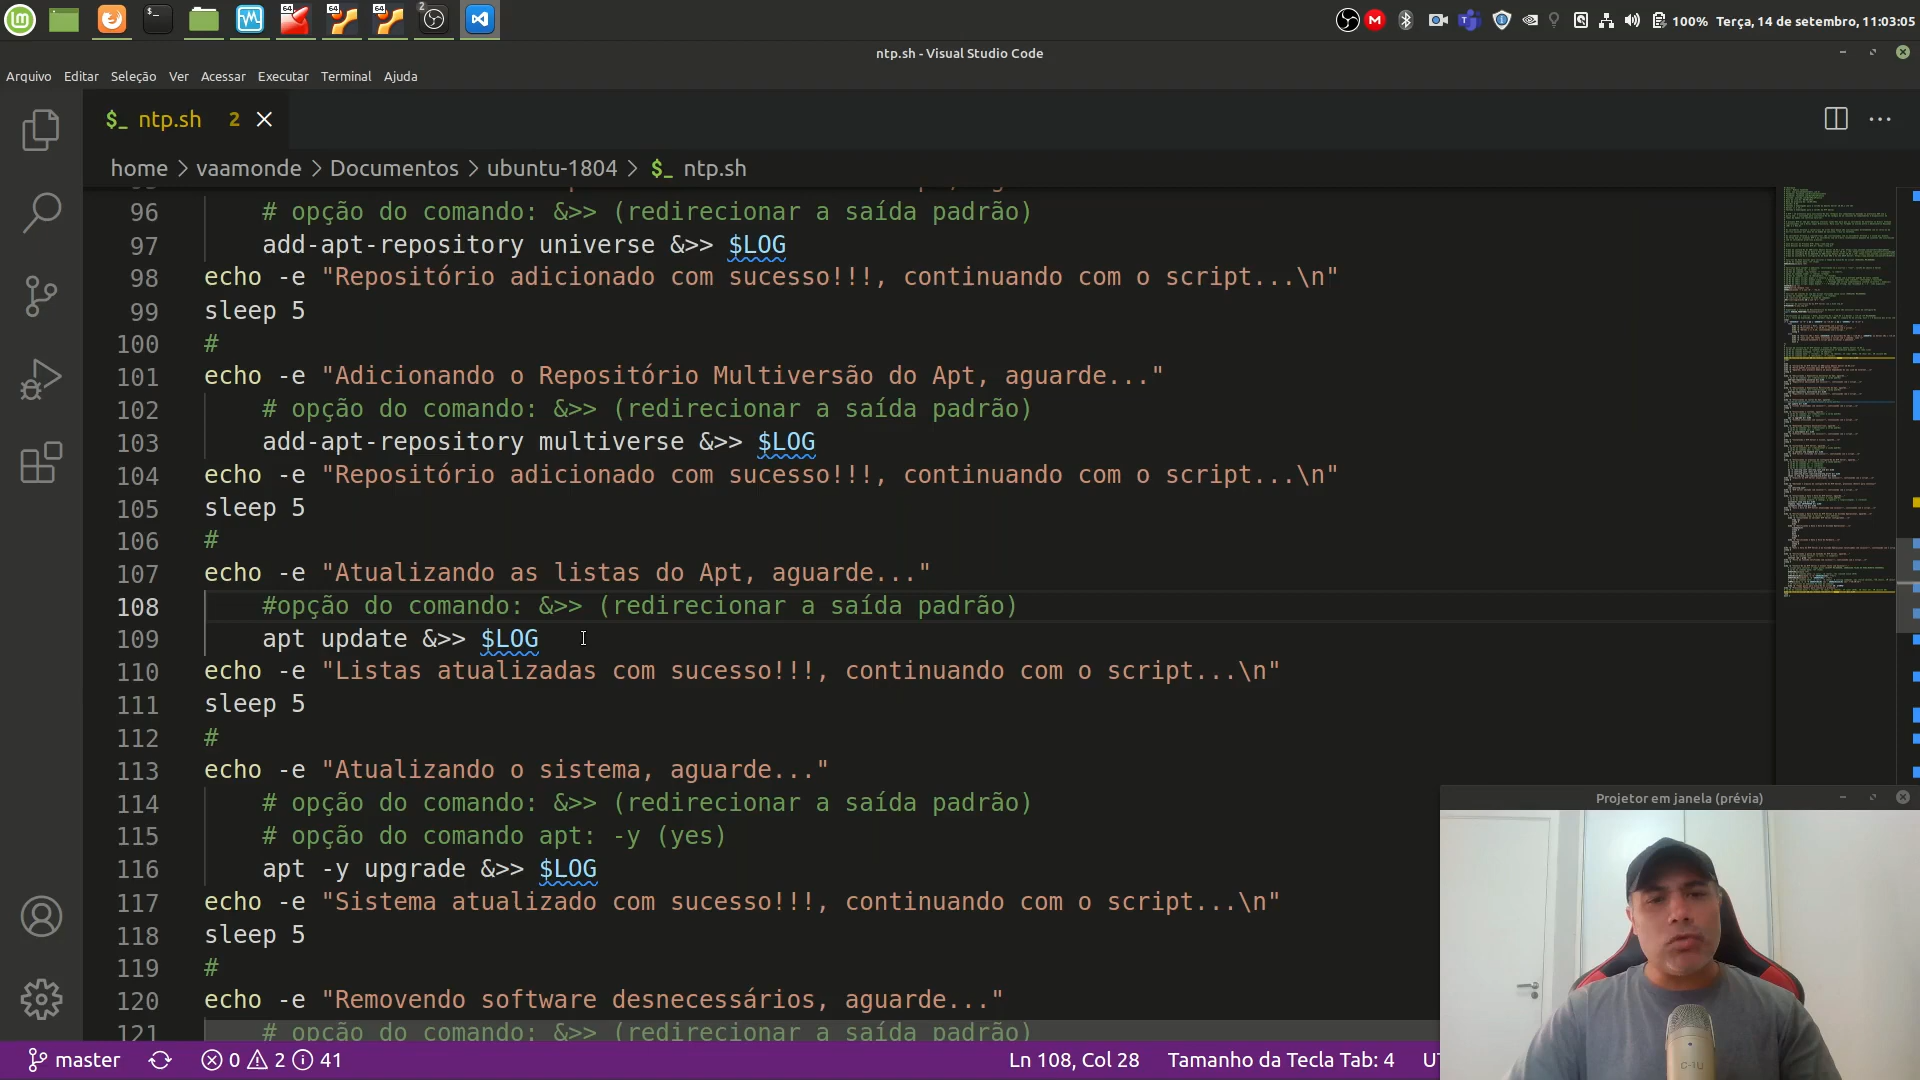 64
64
64
2
100%
Terça, 14 de setembro, 11:03:05
ntp.sh - Visual Studio Code
Arquivo Editar Seleção Ver Acessar Executar Terminal Ajuda
$_ ntp.sh 2
home > vaamonde > Documentos > ubuntu-1804 > $_ ntp.sh
96 # opção do comando: &>> (redirecionar a saída padrão)
97 add-apt-repository universe &>> $LOG
98 echo -e "Repositório adicionado com sucesso!!!, continuando com o script...\n"
99 sleep 5
100 #
101 echo -e "Adicionando o Repositório Multiversão do Apt, aguarde..."
102 # opção do comando: &>> (redirecionar a saída padrão)
103 add-apt-repository multiverse &>> $LOG
104 echo -e "Repositório adicionado com sucesso!!!, continuando com o script...\n"
105 sleep 5
106 #
107 echo -e "Atualizando as listas do Apt, aguarde..."
108 #opção do comando: &>> (redirecionar a saída padrão)
109 apt update &>> $LOG
110 echo -e "Listas atualizadas com sucesso!!!, continuando com o script...\n"
111 sleep 5
112 #
113 echo -e "Atualizando o sistema, aguarde..."
114 # opção do comando: &>> (redirecionar a saída padrão)
115 # opção do comando apt: -y (yes)
116 apt -y upgrade &>> $LOG
117 echo -e "Sistema atualizado com sucesso!!!, continuando com o script...\n"
118 sleep 5
119 #
120 echo -e "Removendo software desnecessários, aguarde..."
121 # opção do comando: &>> (redirecionar a saída padrão)
Projetor em janela (prévia)
C-1U
master 0 2 41
Ln 108, Col 28 Tamanho da Tecla Tab: 4